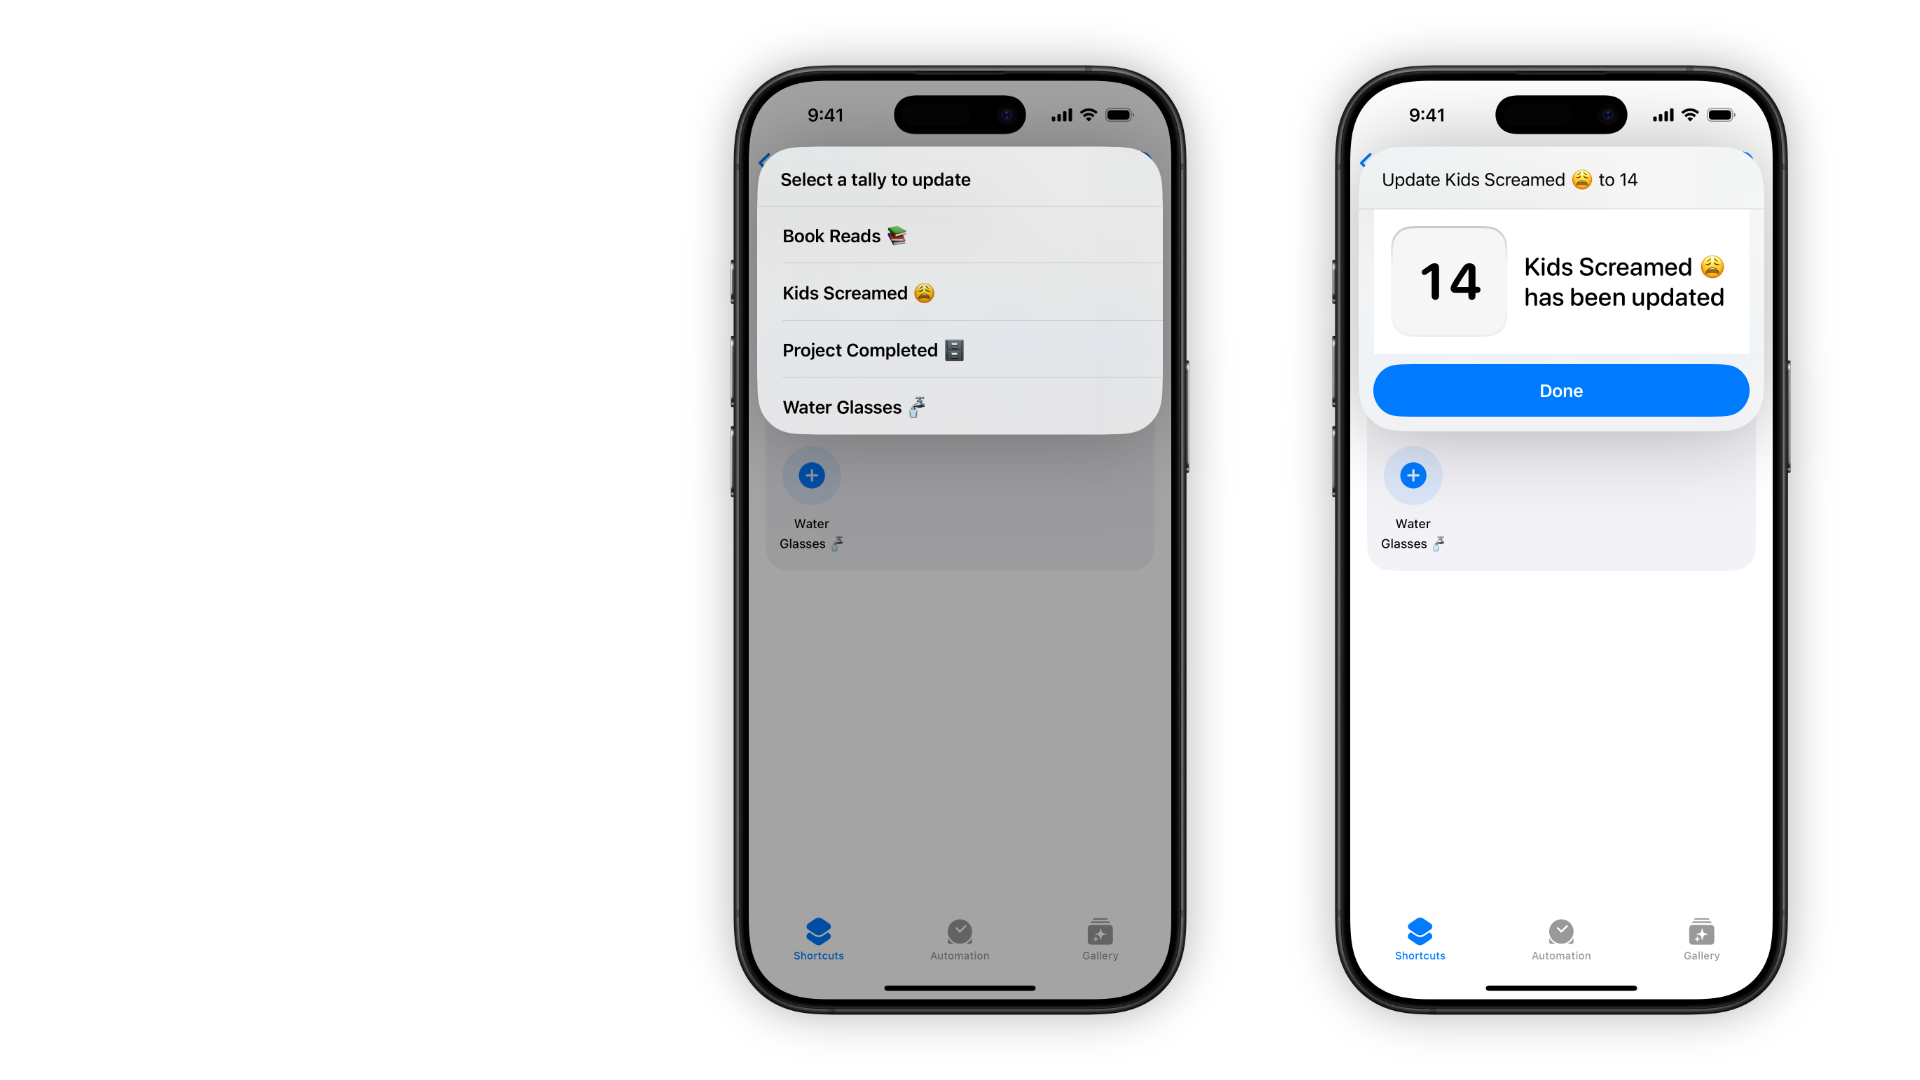 9:41
Select a tally to update
Book Reads 📚
Kids Screamed 😩
Project Completed 🗄️
Water Glasses 🚰
Water
Glasses 🚰
Shortcuts
Automation
Gallery
9:41
Update Kids Screamed 😩 to 14
14
Kids Screamed 😩
has been updated
Done
Water
Glasses 🚰
Shortcuts
Automation
Gallery